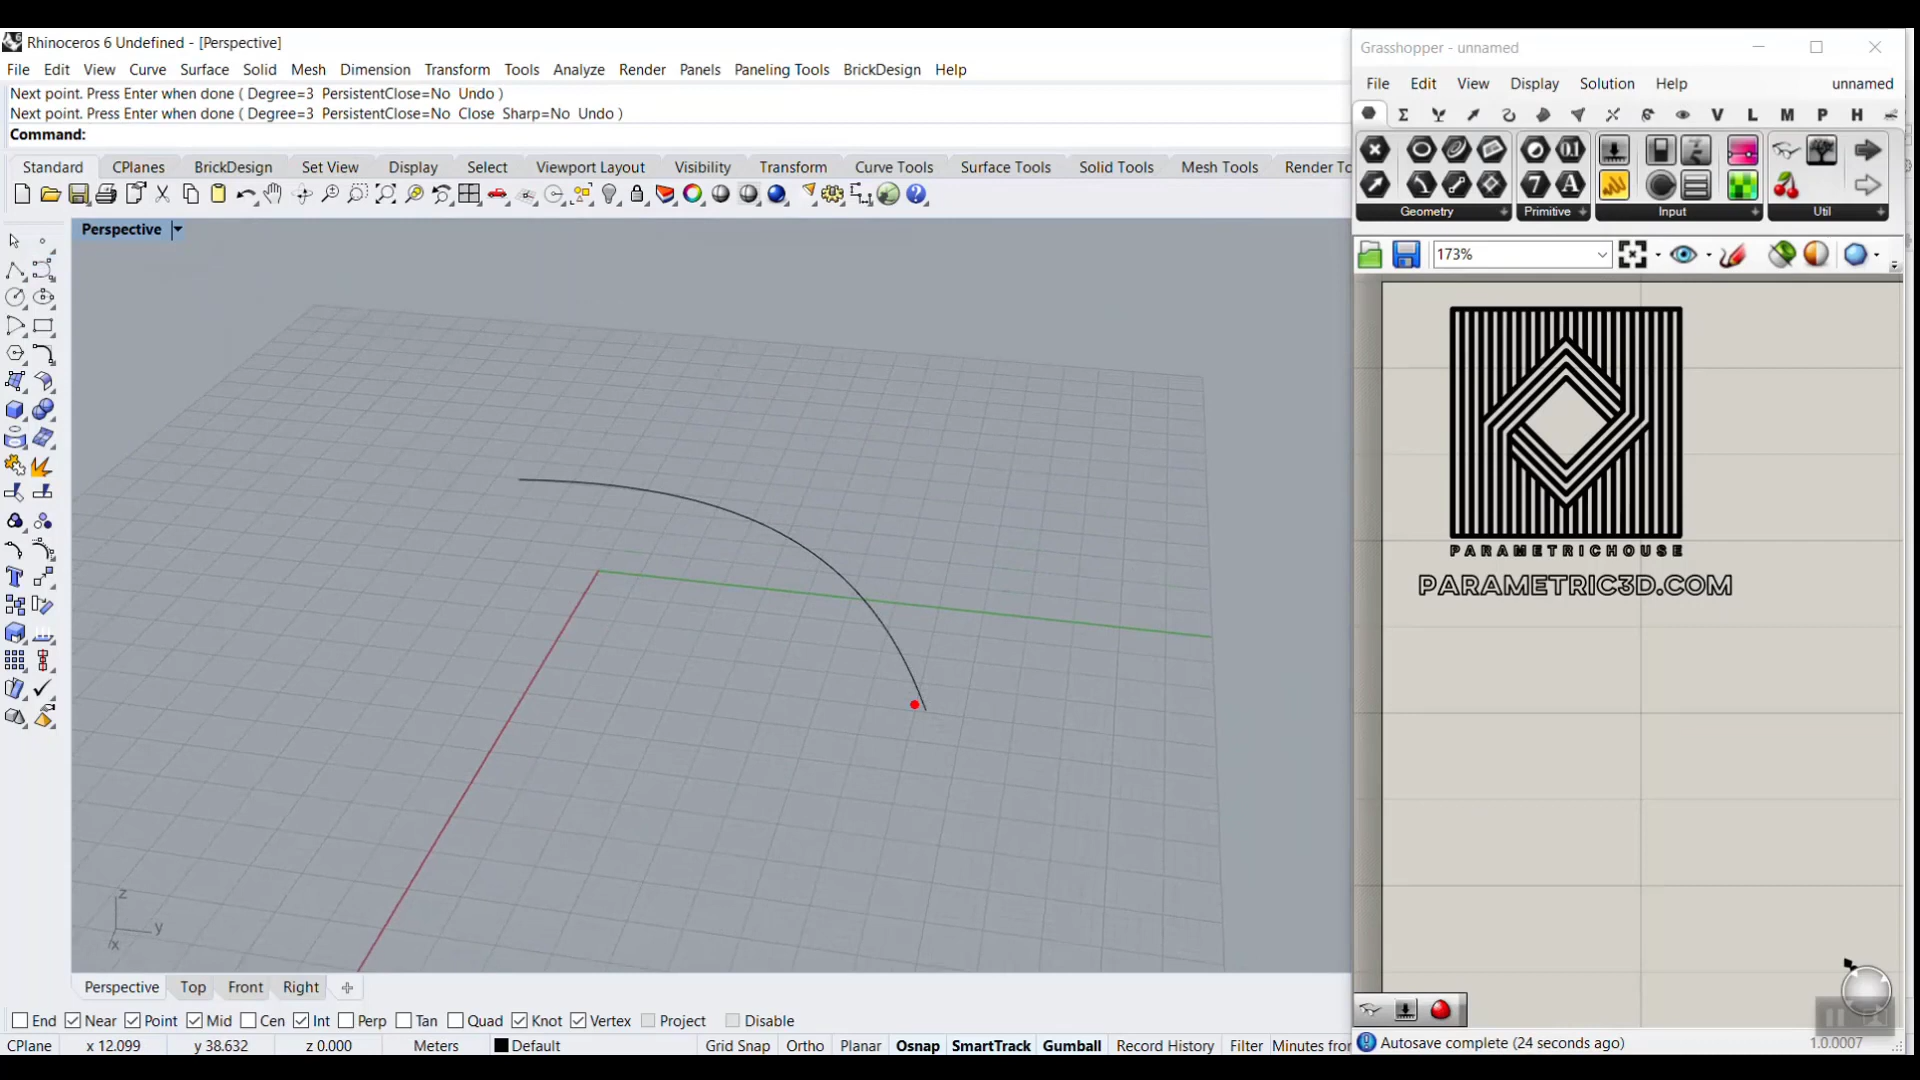 Rhinoceros 6 Undefined - [Perspective]
File Edit View Curve Surface Solid Mesh Dimension Transform Tools Analyze Render Panels Paneling Tools BrickDesign Help
Next point. Press Enter when done ( Degree=3 PersistentClose=No Undo )
Next point. Press Enter when done ( Degree=3 PersistentClose=No Close Sharp=No Undo )
Command:
Standard CPlanes BrickDesign Set View Display Select Viewport Layout Visibility Transform Curve Tools Surface Tools Solid Tools Mesh Tools Render To
Perspective
z
y
x
Perspective Top Front Right
End Near Point Mid Cen Int Perp Tan Quad Knot Vertex Project Disable
CPlane x 12.099 y 38.632 z 0.000 Meters Default Grid Snap Ortho Planar Osnap SmartTrack Gumball Record History Filter Minutes from
Grasshopper - unnamed
File Edit View Display Solution Help unnamed
V L M P H
Geometry Primitive Input Util
173%
PARAMETRICHOUSE
PARAMETRIC3D.COM
Autosave complete (24 seconds ago) 1.0.0007